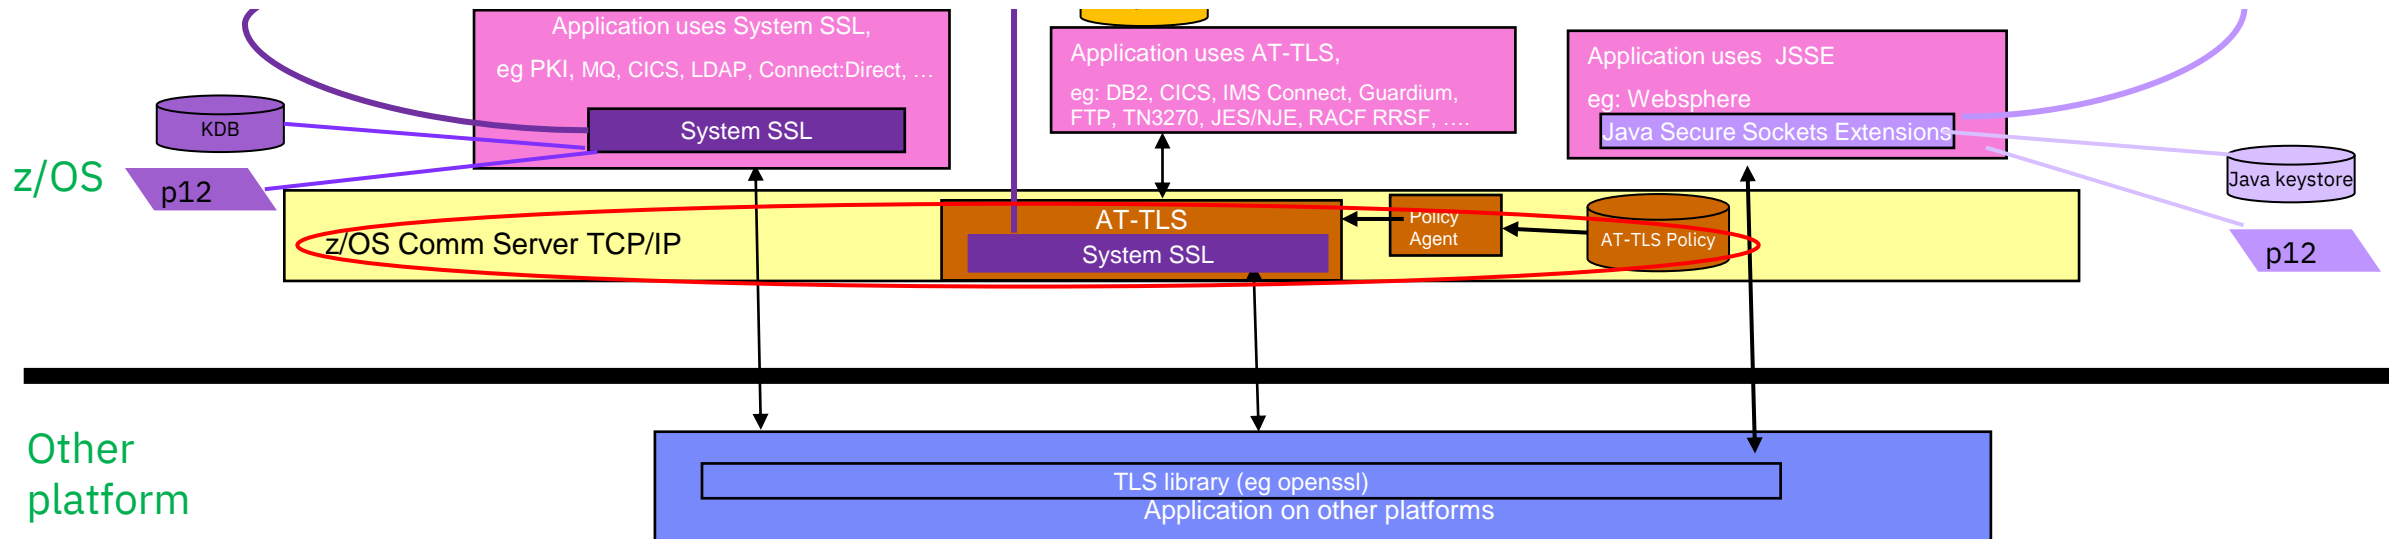 Application uses System SSL,
eg PKI, MQ, CICS, LDAP, Connect:Direct, …
System SSL
KDB
p12
z/OS
Application uses AT-TLS,
eg: DB2, CICS, IMS Connect, Guardium,
FTP, TN3270, JES/NJE, RACF RRSF, ….
Application uses JSSE
eg: Websphere
Java Secure Sockets Extensions
Java keystore
p12
z/OS Comm Server TCP/IP
AT-TLS
System SSL
Policy
Agent
AT-TLS Policy
Other
platform
TLS library (eg openssl)
Application on other platforms